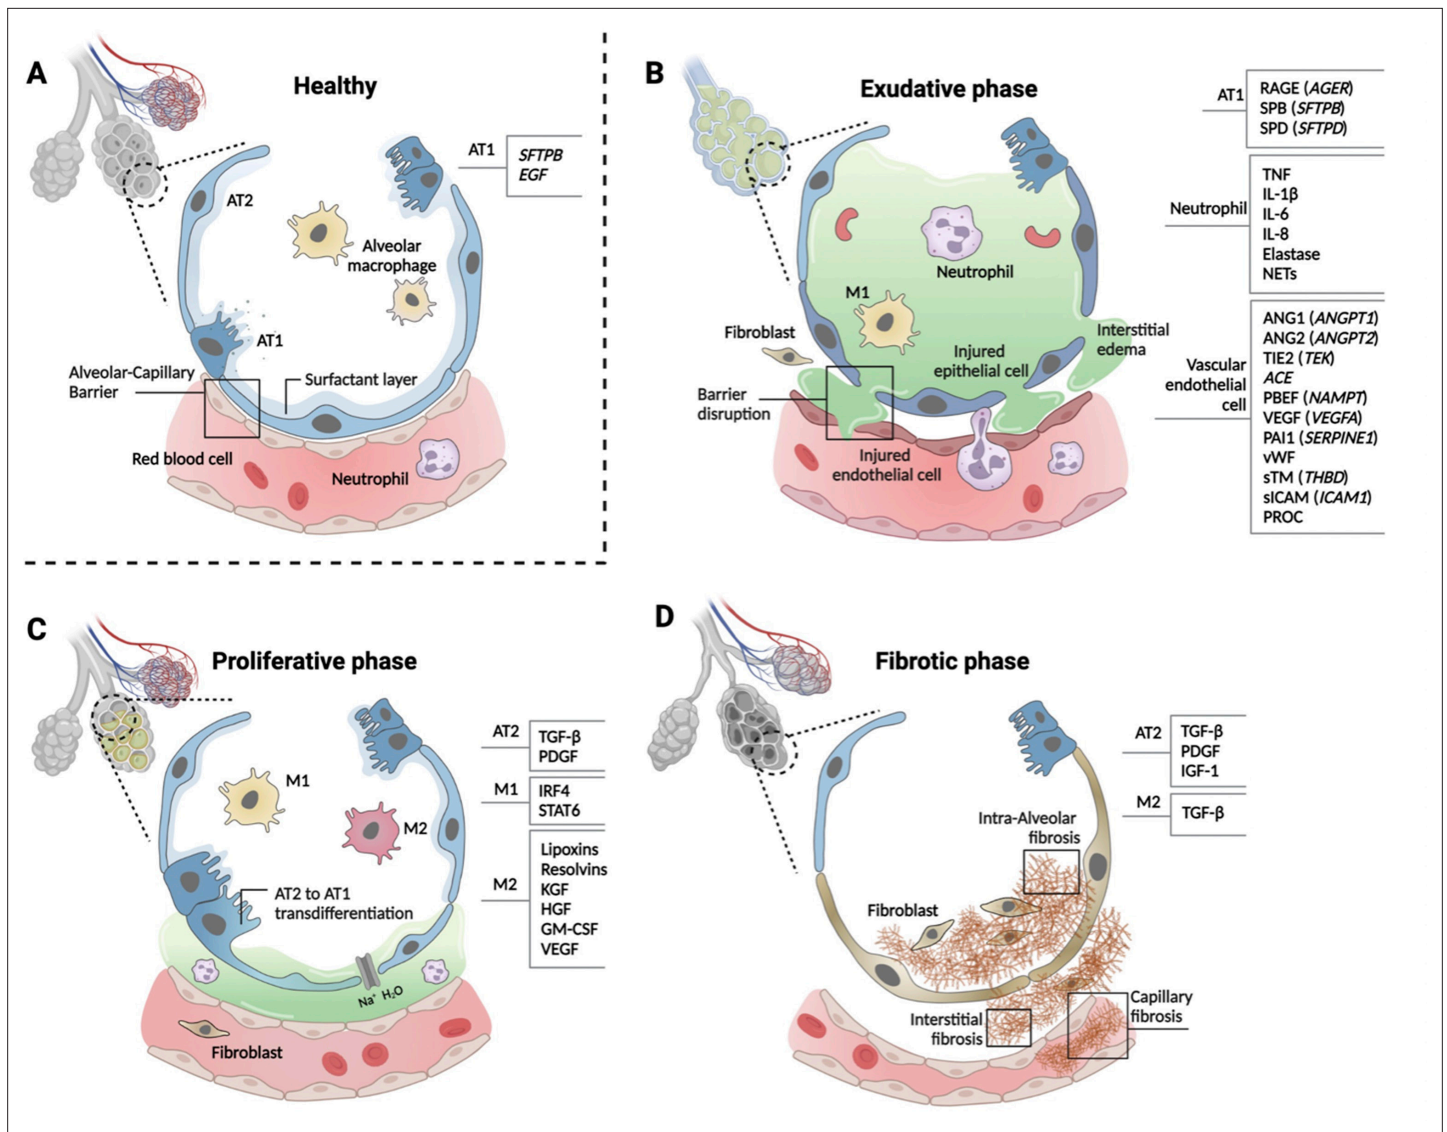 A
Healthy
AT1
SFTPB
EGF
AT2
Alveolar
macrophage
AT1
Alveolar-Capillary
Barrier
Surfactant layer
Red blood cell
Neutrophil
B
Exudative phase
AT1
RAGE (AGER)
SPB (SFTPB)
SPD (SFTPD)
Neutrophil
TNF
IL-1β
IL-6
IL-8
Elastase
NETs
Neutrophil
M1
Fibroblast
Injured
epithelial cell
Interstitial
edema
Barrier
disruption
Injured
endothelial cell
Vascular
endothelial
cell
ANG1 (ANGPT1)
ANG2 (ANGPT2)
TIE2 (TEK)
ACE
PBEF (NAMPT)
VEGF (VEGFA)
PAI1 (SERPINE1)
vWF
sTM (THBD)
sICAM (ICAM1)
PROC
C
Proliferative phase
M1
M2
AT2 to AT1
transdifferentiation
Na⁺ H₂O
Fibroblast
AT2
TGF-β
PDGF
M1
IRF4
STAT6
M2
Lipoxins
Resolvins
KGF
HGF
GM-CSF
VEGF
D
Fibrotic phase
AT2
TGF-β
PDGF
IGF-1
M2
TGF-β
Intra-Alveolar
fibrosis
Fibroblast
Interstitial
fibrosis
Capillary
fibrosis